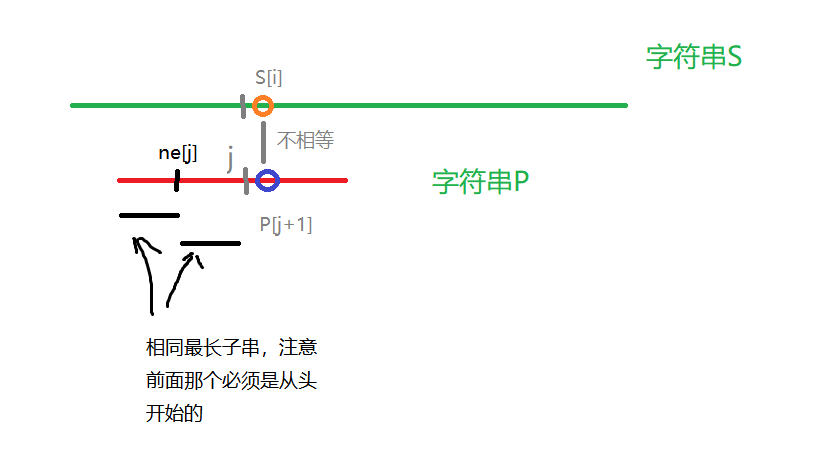 字符串S
S[i]
不相等
ne[j]
j
字符串P
P[j+1]
相同最长子串，注意
前面那个必须是从头
开始的